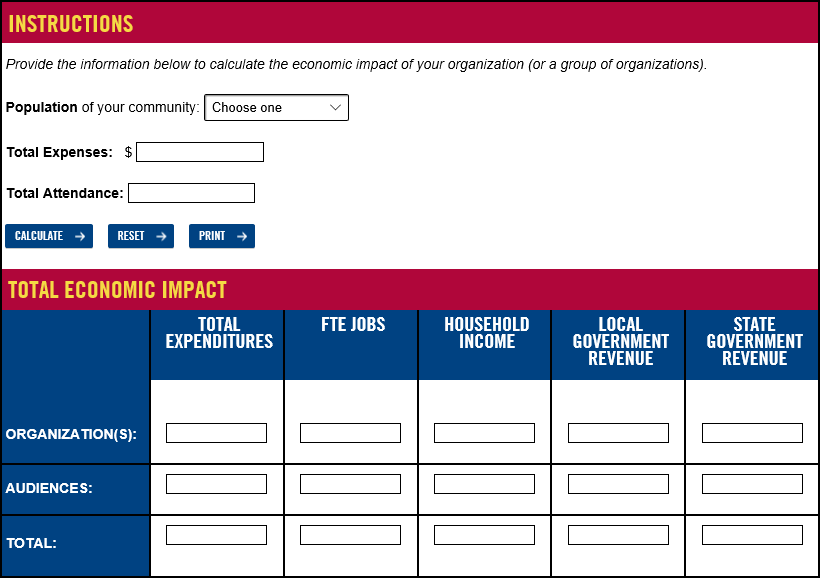 INSTRUCTIONS
Provide the information below to calculate the economic impact of your organization (or a group of organizations).
Population of your community: Choose one
Total Expenses: $
Total Attendance:
CALCULATE → RESET → PRINT →
TOTAL ECONOMIC IMPACT
TOTAL EXPENDITURES
FTE JOBS
HOUSEHOLD INCOME
LOCAL GOVERNMENT REVENUE
STATE GOVERNMENT REVENUE
ORGANIZATION(S):
AUDIENCES:
TOTAL: